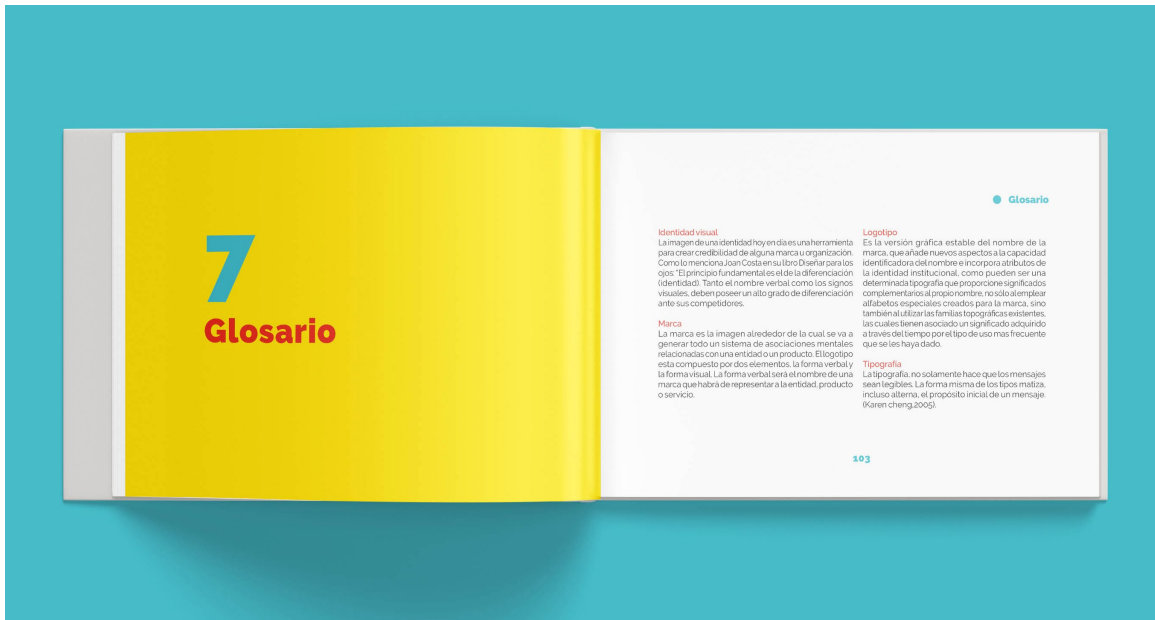 7
Glosario
Glosario
Identidad visual
La imagen de una identidad hoy en dia es una herramienta
para crear credibilidad de alguna marca u organización.
Como lo menciona Joan Costa en su libro Diseñar para los
ojos: "El principio fundamental es el de la diferenciación
(identidad). Tanto el nombre verbal como los signos
visuales, deben poseer un alto grado de diferenciación
ante sus competidores.
Marca
La marca es la imagen alrededor de la cual se va a
generar todo un sistema de asociaciones mentales
relacionadas con una entidad o un producto. El logotipo
esta compuesto por dos elementos, la forma verbal y
la forma visual. La forma verbal será el nombre de una
marca que habrá de representar a la entidad, producto
o servicio.
Logotipo
Es la versión gráfica estable del nombre de la
marca, que añade nuevos aspectos a la capacidad
identificadora del nombre e incorpora atributos de
la identidad institucional, como pueden ser una
determinada tipografía que proporcione significados
complementarios al propio nombre, no sólo al emplear
alfabetos especiales creados para la marca, sino
también al utilizar las familias topográficas existentes,
las cuales tienen asociado un significado adquirido
a través del tiempo por el tipo de uso mas frecuente
que se les haya dado.
Tipografía
La tipografía, no solamente hace que los mensajes
sean legibles. La forma misma de los tipos matiza,
incluso alterna, el propósito inicial de un mensaje.
(Karen cheng,2005).
103